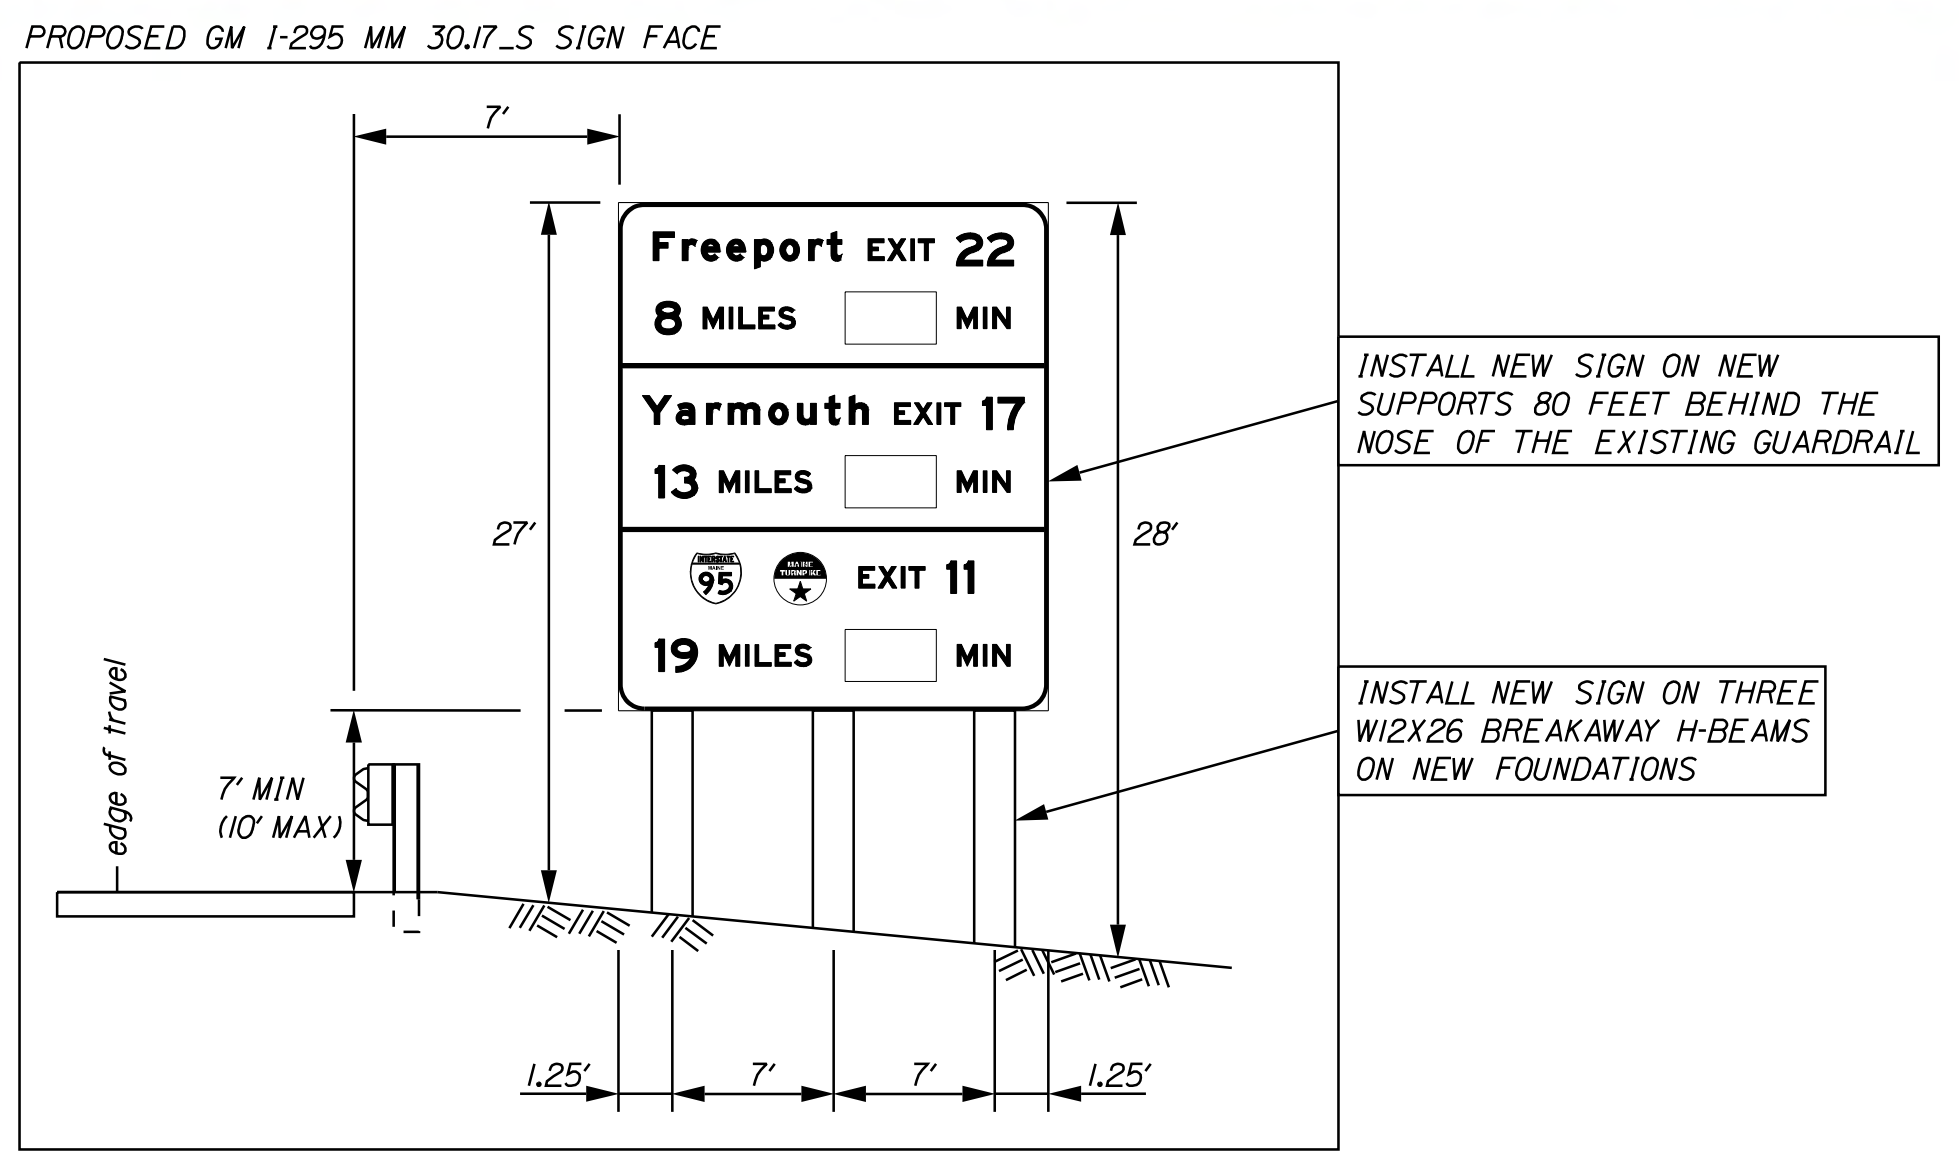 PROPOSED GM I-295 MM 30.17_S SIGN FACE
7'
Freeport EXIT 22
8 MILES MIN
Yarmouth EXIT 17
13 MILES MIN
INTERSTATE
MAINE
95
MAINE
TURNPIKE
EXIT 11
19 MILES MIN
27'
28'
INSTALL NEW SIGN ON NEW
SUPPORTS 80 FEET BEHIND THE
NOSE OF THE EXISTING GUARDRAIL
INSTALL NEW SIGN ON THREE
W12X26 BREAKAWAY H-BEAMS
ON NEW FOUNDATIONS
edge of travel
7' MIN
(10' MAX)
1.25'
7'
7'
1.25'